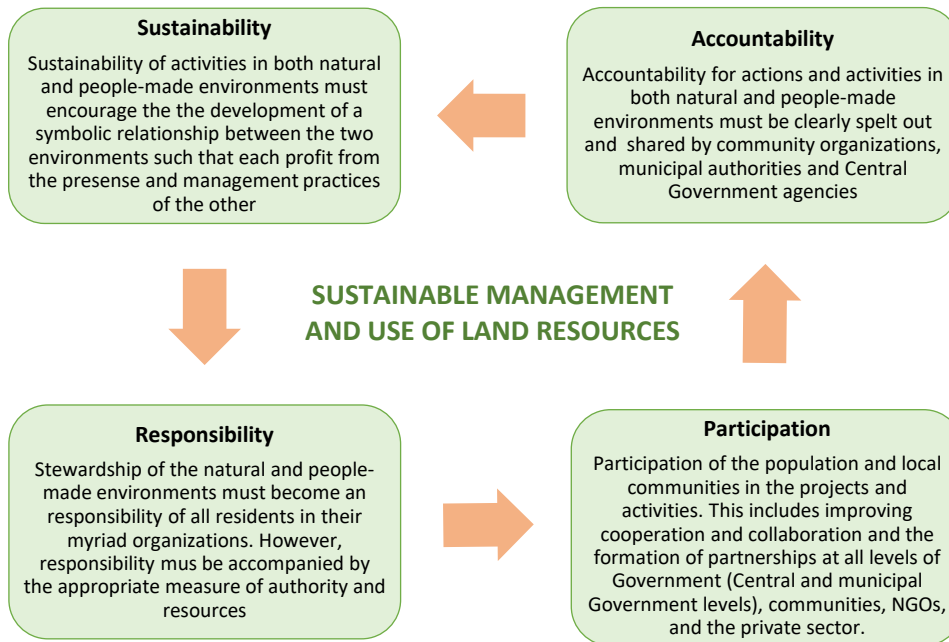 Sustainability
Sustainability of activities in both natural
and people-made environments must
encourage the the development of a
symbolic relationship between the two
environments such that each profit from
the presense and management practices
of the other
Accountability
Accountability for actions and activities in
both natural and people-made
environments must be clearly spelt out
and shared by community organizations,
municipal authorities and Central
Government agencies
SUSTAINABLE MANAGEMENT
AND USE OF LAND RESOURCES
Responsibility
Stewardship of the natural and people-
made environments must become an
responsibility of all residents in their
myriad organizations. However,
responsibility mus be accompanied by
the appropriate measure of authority and
resources
Participation
Participation of the population and local
communities in the projects and
activities. This includes improving
cooperation and collaboration and the
formation of partnerships at all levels of
Government (Central and municipal
Government levels), communities, NGOs,
and the private sector.